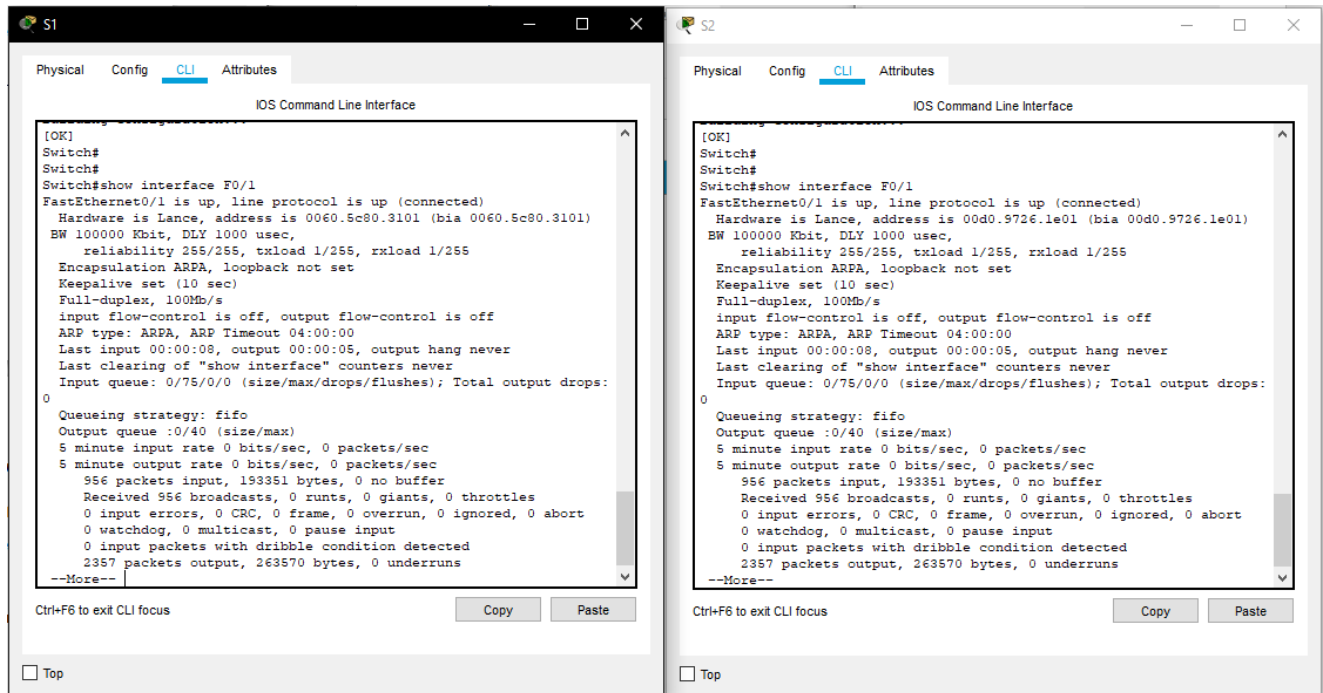 S1
Physical Config CLI Attributes
IOS Command Line Interface
Building configuration...
[OK]
Switch#
Switch#
Switch#show interface F0/1
FastEthernet0/1 is up, line protocol is up (connected)
Hardware is Lance, address is 0060.5c80.3101 (bia 0060.5c80.3101)
BW 100000 Kbit, DLY 1000 usec,
reliability 255/255, txload 1/255, rxload 1/255
Encapsulation ARPA, loopback not set
Keepalive set (10 sec)
Full-duplex, 100Mb/s
input flow-control is off, output flow-control is off
ARP type: ARPA, ARP Timeout 04:00:00
Last input 00:00:08, output 00:00:05, output hang never
Last clearing of "show interface" counters never
Input queue: 0/75/0/0 (size/max/drops/flushes); Total output drops:
0
Queueing strategy: fifo
Output queue :0/40 (size/max)
5 minute input rate 0 bits/sec, 0 packets/sec
5 minute output rate 0 bits/sec, 0 packets/sec
956 packets input, 193351 bytes, 0 no buffer
Received 956 broadcasts, 0 runts, 0 giants, 0 throttles
0 input errors, 0 CRC, 0 frame, 0 overrun, 0 ignored, 0 abort
0 watchdog, 0 multicast, 0 pause input
0 input packets with dribble condition detected
2357 packets output, 263570 bytes, 0 underruns
--More--
Ctrl+F6 to exit CLI focus
Copy Paste
Top
S2
Physical Config CLI Attributes
IOS Command Line Interface
Building configuration...
[OK]
Switch#
Switch#
Switch#show interface F0/1
FastEthernet0/1 is up, line protocol is up (connected)
Hardware is Lance, address is 00d0.9726.1e01 (bia 00d0.9726.1e01)
BW 100000 Kbit, DLY 1000 usec,
reliability 255/255, txload 1/255, rxload 1/255
Encapsulation ARPA, loopback not set
Keepalive set (10 sec)
Full-duplex, 100Mb/s
input flow-control is off, output flow-control is off
ARP type: ARPA, ARP Timeout 04:00:00
Last input 00:00:08, output 00:00:05, output hang never
Last clearing of "show interface" counters never
Input queue: 0/75/0/0 (size/max/drops/flushes); Total output drops:
0
Queueing strategy: fifo
Output queue :0/40 (size/max)
5 minute input rate 0 bits/sec, 0 packets/sec
5 minute output rate 0 bits/sec, 0 packets/sec
956 packets input, 193351 bytes, 0 no buffer
Received 956 broadcasts, 0 runts, 0 giants, 0 throttles
0 input errors, 0 CRC, 0 frame, 0 overrun, 0 ignored, 0 abort
0 watchdog, 0 multicast, 0 pause input
0 input packets with dribble condition detected
2357 packets output, 263570 bytes, 0 underruns
--More--
Ctrl+F6 to exit CLI focus
Copy Paste
Top